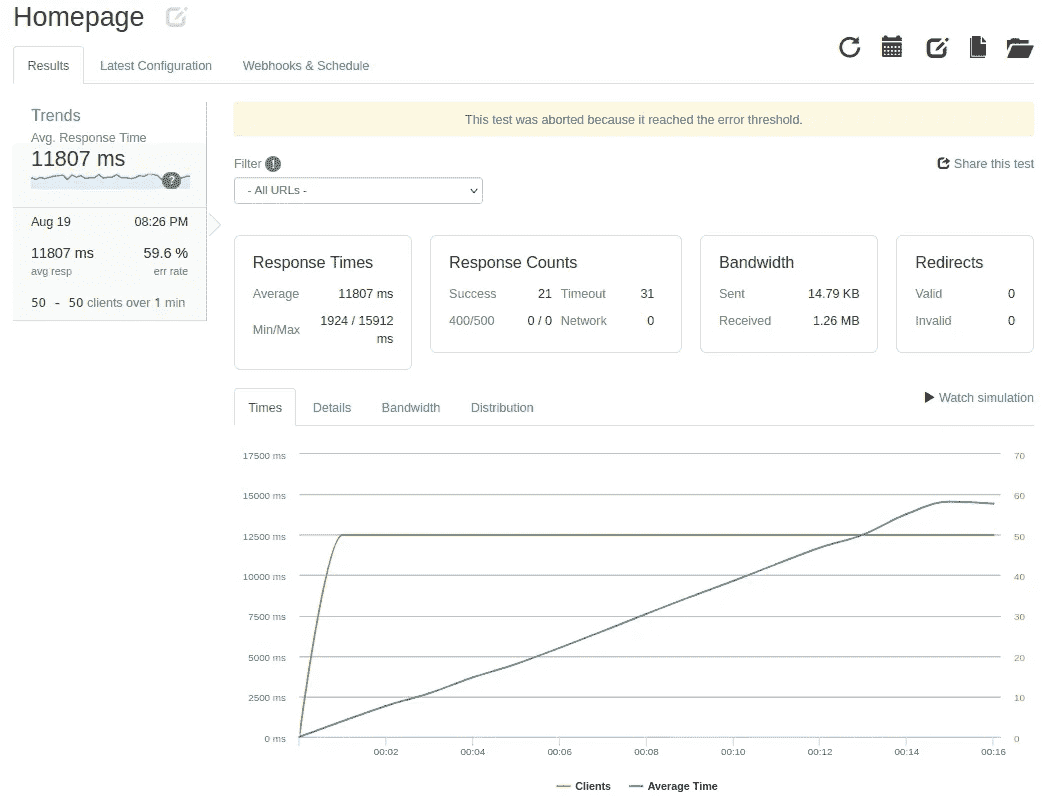 Homepage
Results Latest Configuration Webhooks & Schedule
Trends
Avg. Response Time
11807 ms
?
Aug 19 08:26 PM
11807 ms 59.6 %
avg resp err rate
50 - 50 clients over 1 min
This test was aborted because it reached the error threshold.
Filter
Share this test
- All URLs -
Response Times
Average 11807 ms
Min/Max 1924 / 15912
ms
Response Counts
Success 21 Timeout 31
400/500 0 / 0 Network 0
Bandwidth
Sent 14.79 KB
Received 1.26 MB
Redirects
Valid 0
Invalid 0
Times Details Bandwidth Distribution
Watch simulation
17500 ms 70
15000 ms 60
12500 ms 50
10000 ms 40
7500 ms 30
5000 ms 20
2500 ms 10
0 ms 0
00:02 00:04 00:06 00:08 00:10 00:12 00:14 00:16
Clients Average Time